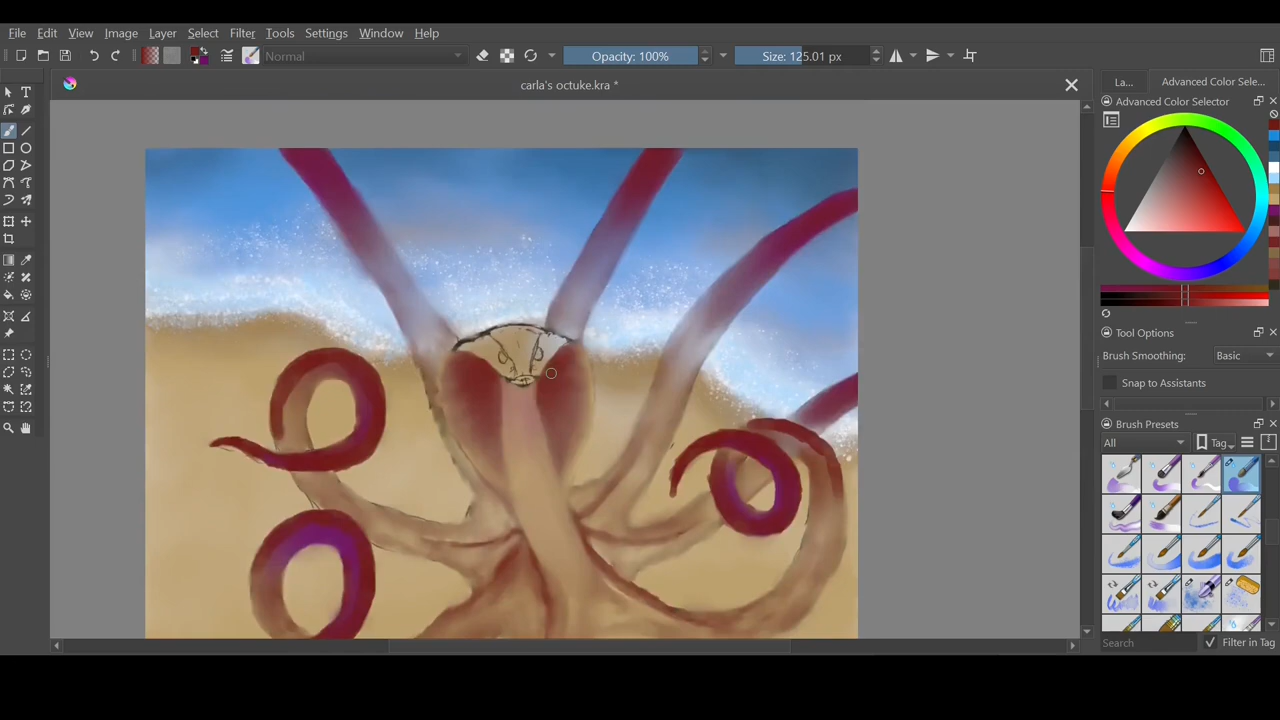 File Edit View Image Layer Select Filter Tools Settings Window Help
Normal Opacity: 100% Size: 125.01 px
carla's octuke.kra *
La... Advanced Color Sele...
Advanced Color Selector
Tool Options
Brush Smoothing: Basic
Snap to Assistants
Brush Presets
All Tag
Search Filter in Tag